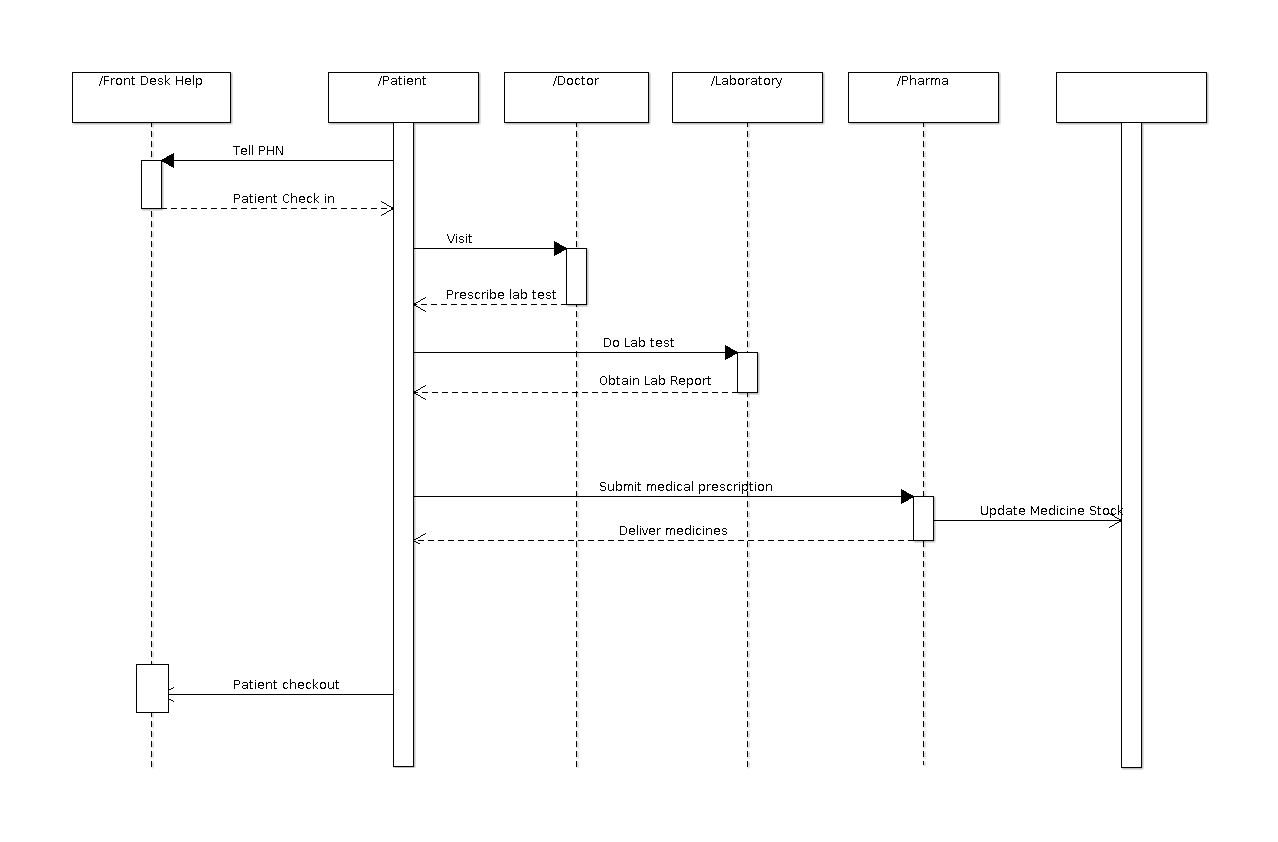 /Front Desk Help
/Patient
/Doctor
/Laboratory
/Pharma
Tell PHN
Patient Check in
Visit
Prescribe lab test
Do Lab test
Obtain Lab Report
Submit medical prescription
Update Medicine Stock
Deliver medicines
Patient checkout